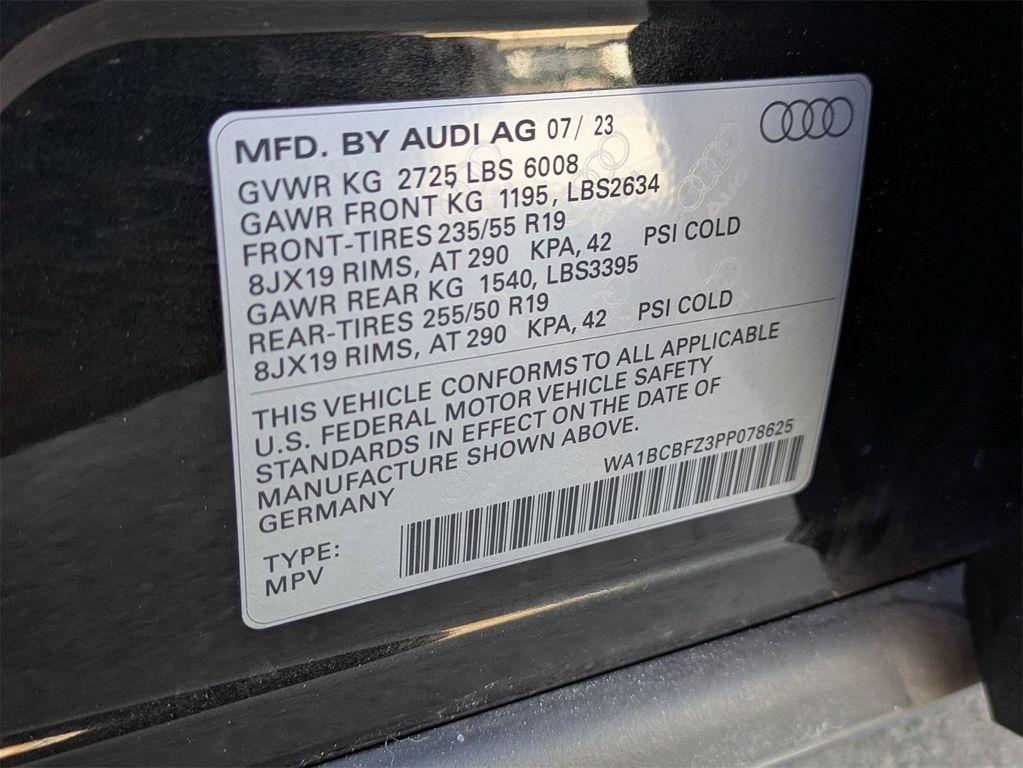 MFD. BY AUDI AG 07/ 23
GVWR KG 2725 LBS 6008
GAWR FRONT KG 1195, LBS2634
FRONT-TIRES 235/55 R19
8JX19 RIMS, AT 290 KPA, 42 PSI COLD
GAWR REAR KG 1540, LBS3395
REAR-TIRES 255/50 R19
8JX19 RIMS, AT 290 KPA, 42 PSI COLD
THIS VEHICLE CONFORMS TO ALL APPLICABLE
U.S. FEDERAL MOTOR VEHICLE SAFETY
STANDARDS IN EFFECT ON THE DATE OF
MANUFACTURE SHOWN ABOVE.
GERMANY
WA1BCBFZ3PP078625
TYPE:
MPV